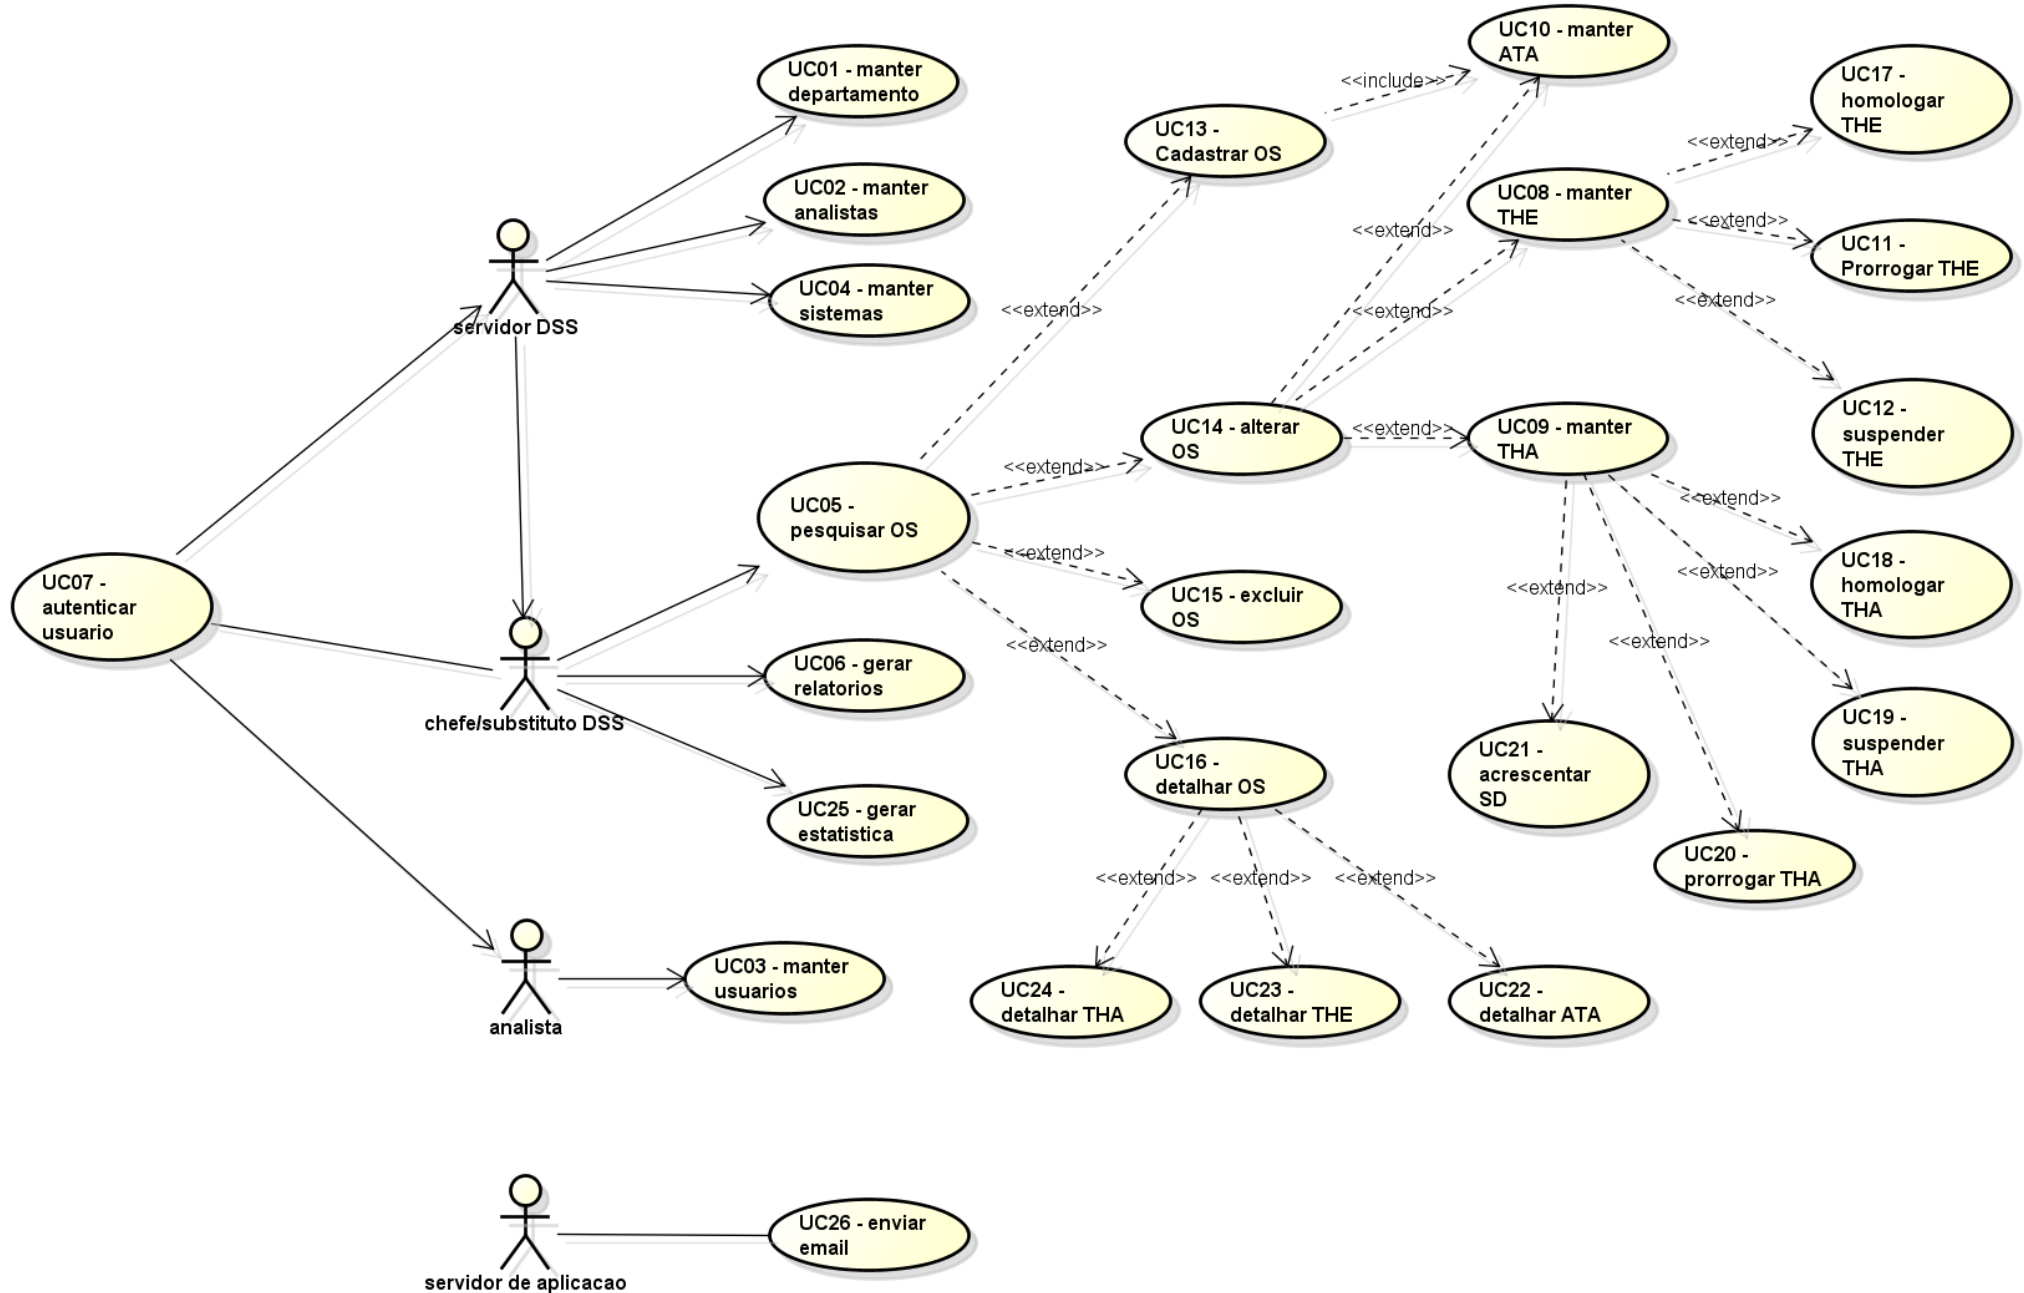 UC10 - manter
ATA
UC01 - manter
departamento
<<include>>
UC17 -
homologar
THE
UC13 -
Cadastrar OS
<<extend>>
UC02 - manter
analistas
UC08 - manter
THE
<<extend>>
<<extend>>
UC11 -
Prorrogar THE
UC04 - manter
sistemas
<<extend>>
<<extend>>
<<extend>>
servidor DSS
UC12 -
suspender
THE
UC14 - alterar
OS
<<extend>>
UC09 - manter
THA
<<extend>>
UC05 -
pesquisar OS
<<extend>>
<<extend>>
UC18 -
homologar
THA
<<extend>>
<<extend>>
UC07 -
autenticar
usuario
UC15 - excluir
OS
<<extend>>
<<extend>>
UC06 - gerar
relatorios
chefe/substituto DSS
UC19 -
suspender
THA
UC16 -
detalhar OS
UC21 -
acrescentar
SD
UC25 - gerar
estatistica
UC20 -
prorrogar THA
<<extend>>
<<extend>>
<<extend>>
UC03 - manter
usuarios
UC24 -
detalhar THA
UC23 -
detalhar THE
UC22 -
detalhar ATA
analista
UC26 - enviar
email
servidor de aplicacao